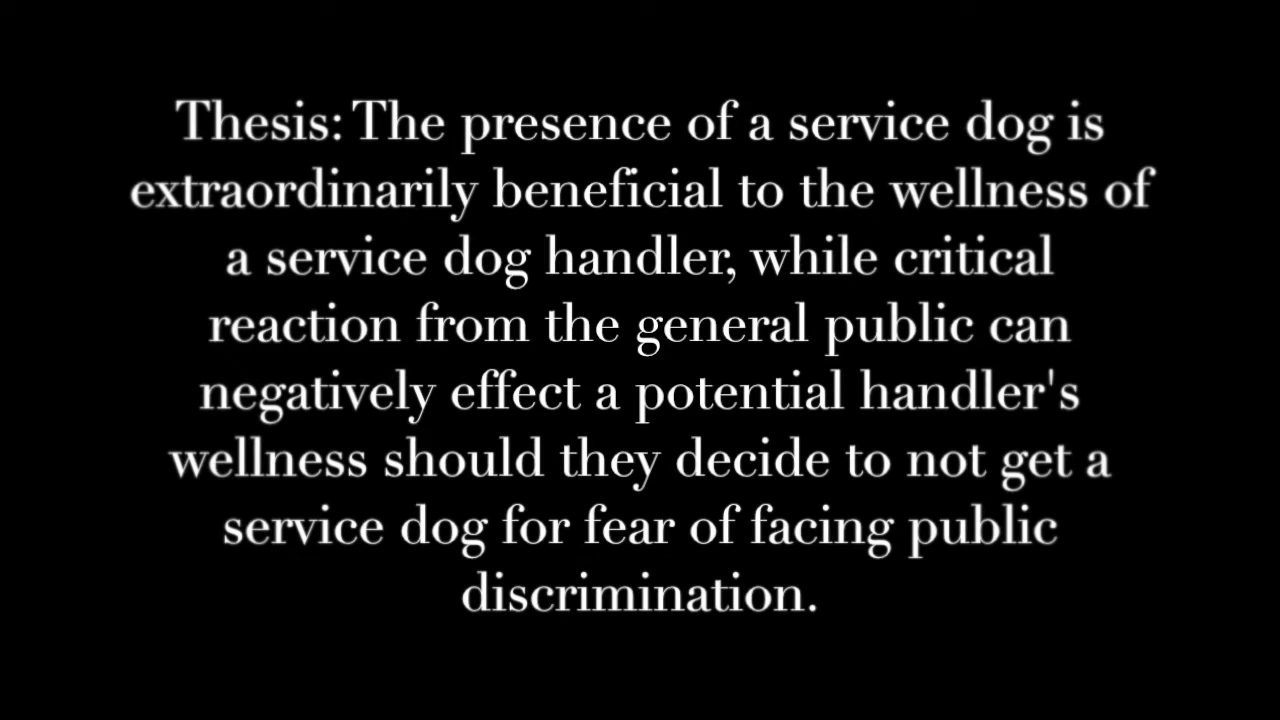 Thesis: The presence of a service dog is
extraordinarily beneficial to the wellness of
a service dog handler, while critical
reaction from the general public can
negatively effect a potential handler's
wellness should they decide to not get a
service dog for fear of facing public
discrimination.